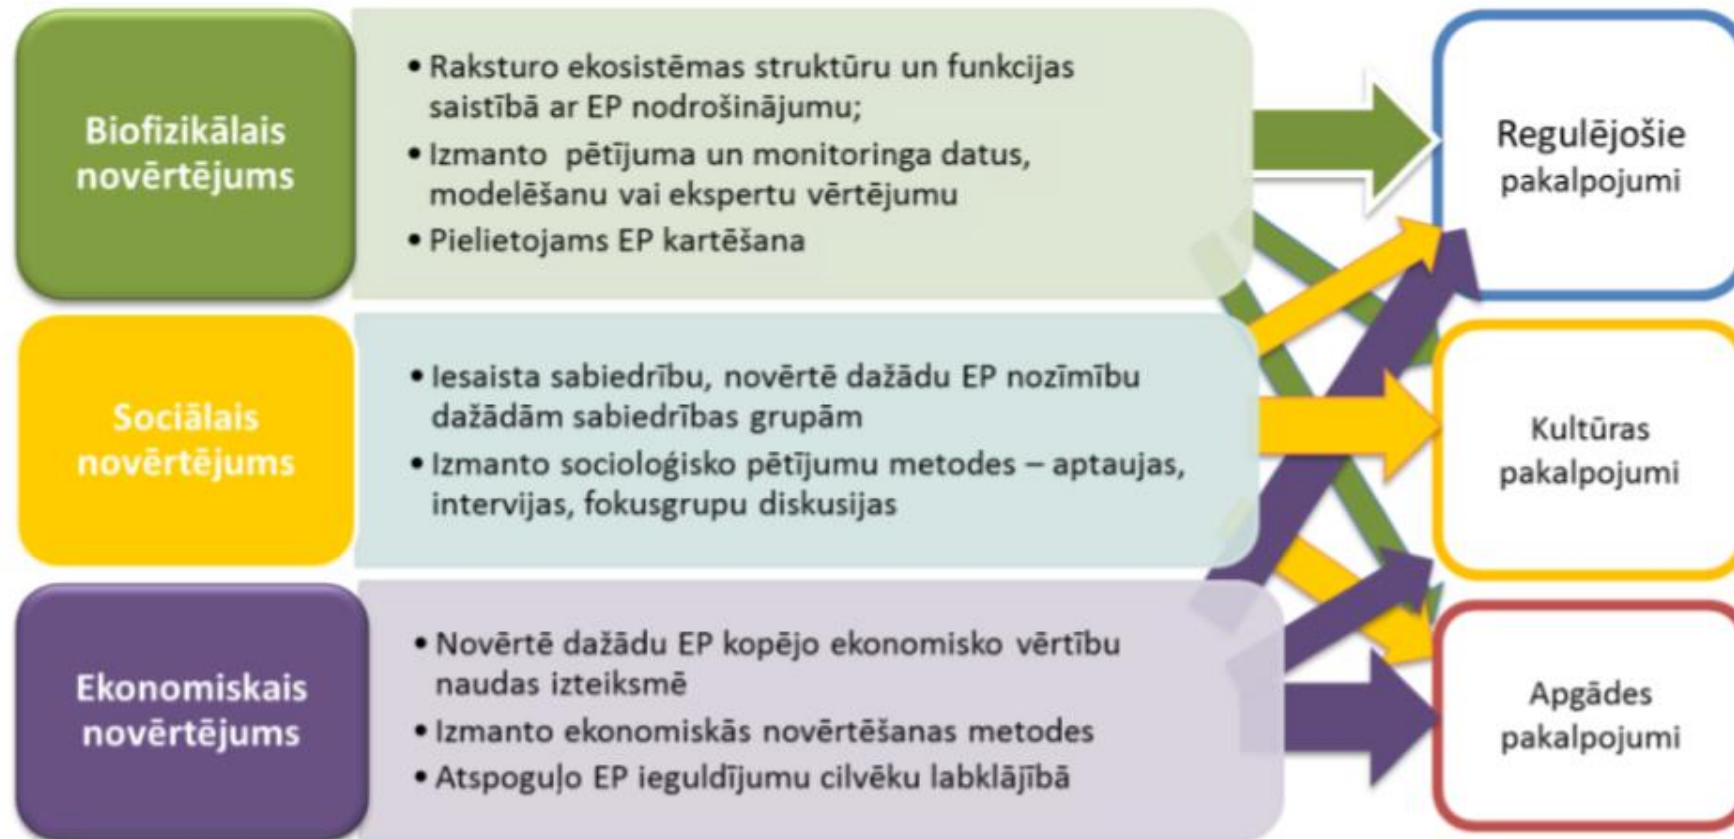 Biofizikālais
novērtējums
• Raksturo ekosistēmas struktūru un funkcijas
saistībā ar EP nodrošinājumu;
• Izmanto pētījuma un monitoringa datus,
modelēšanu vai ekspertu vērtējumu
• Pielietojams EP kartēšana
Regulējošie
pakalpojumi
Sociālais
novērtējums
• Iesaista sabiedrību, novērtē dažādu EP nozīmību
dažādām sabiedrības grupām
• Izmanto socioloģisko pētījumu metodes – aptaujas,
intervijas, fokusgrupu diskusijas
Kultūras
pakalpojumi
Ekonomiskais
novērtējums
• Novērtē dažādu EP kopējo ekonomisko vērtību
naudas izteiksmē
• Izmanto ekonomiskās novērtēšanas metodes
• Atspoguļo EP ieguldījumu cilvēku labklājībā
Apgādes
pakalpojumi